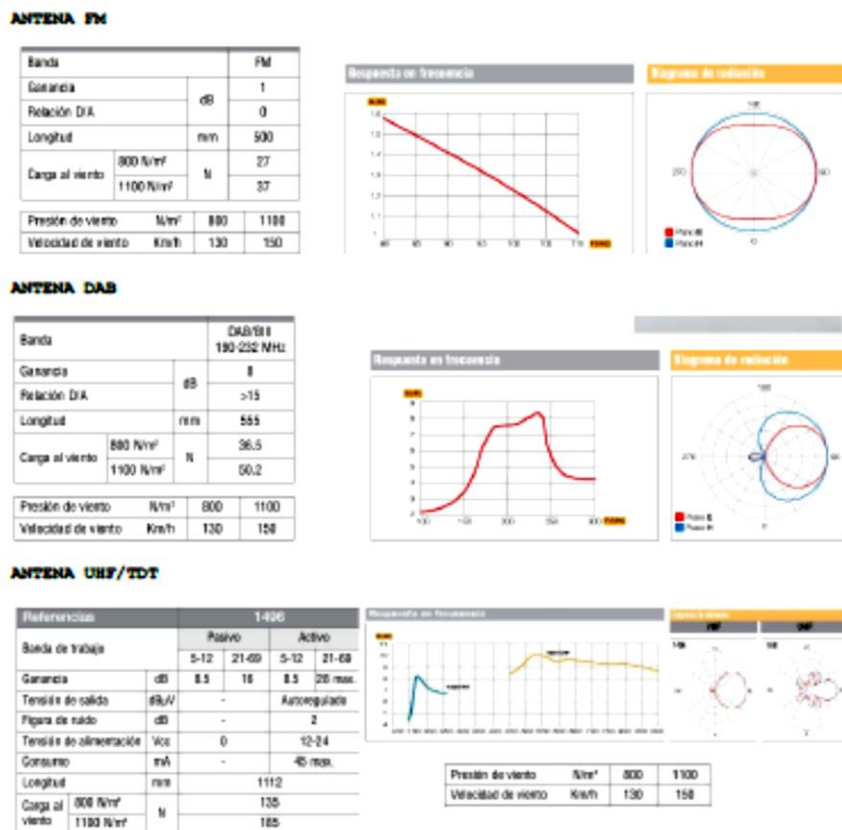 ANTENA FM
Banda FM
Ganancia dB 1
Relación D/A 0
Longitud mm 500
Carga al viento 800 N/m² N 27
1100 N/m² 37
Presión de viento N/m² 800 1100
Velocidad de viento Km/h 130 150
Respuesta en frecuencia
Diagrama de radiación
ANTENA DAB
Banda DAB/BIII
190-232 MHz
Ganancia dB 8
Relación D/A >15
Longitud mm 555
Carga al viento 800 N/m² N 36.5
1100 N/m² 50.2
Presión de viento N/m² 800 1100
Velocidad de viento Km/h 130 150
Respuesta en frecuencia
Diagrama de radiación
ANTENA UHF/TDT
Referencias 1496
Banda de trabajo Pasivo Activo
5-12 21-69 5-12 21-69
Ganancia dB 8.5 16 8.5 28 max.
Tensión de salida dBµV - Autoregulado
Figura de ruido dB - 2
Tensión de alimentación Vcc 0 12-24
Consumo mA - 45 max.
Longitud mm 1112
Carga al viento 800 N/m² N 135
1100 N/m² 185
Respuesta en frecuencia
Presión de viento N/m² 800 1100
Velocidad de viento Km/h 130 150